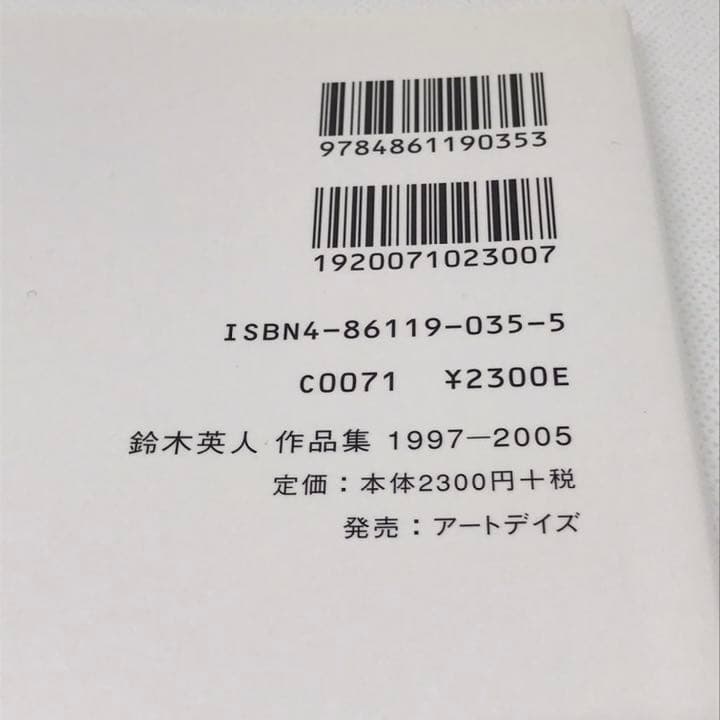 9784861190353
1920071023007
ISBN4-86119-035-5
C0071 ¥2300E
鈴木英人 作品集 1997—2005
定価：本体2300円＋税
発売：アートデイズ